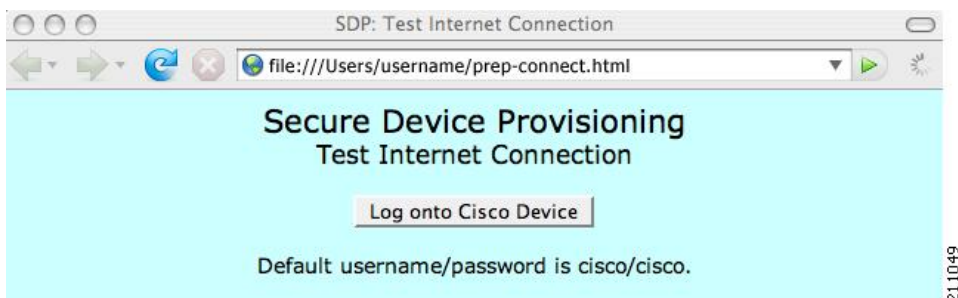 SDP: Test Internet Connection
file:///Users/username/prep-connect.html
Secure Device Provisioning
Test Internet Connection
Log onto Cisco Device
Default username/password is cisco/cisco.
211049